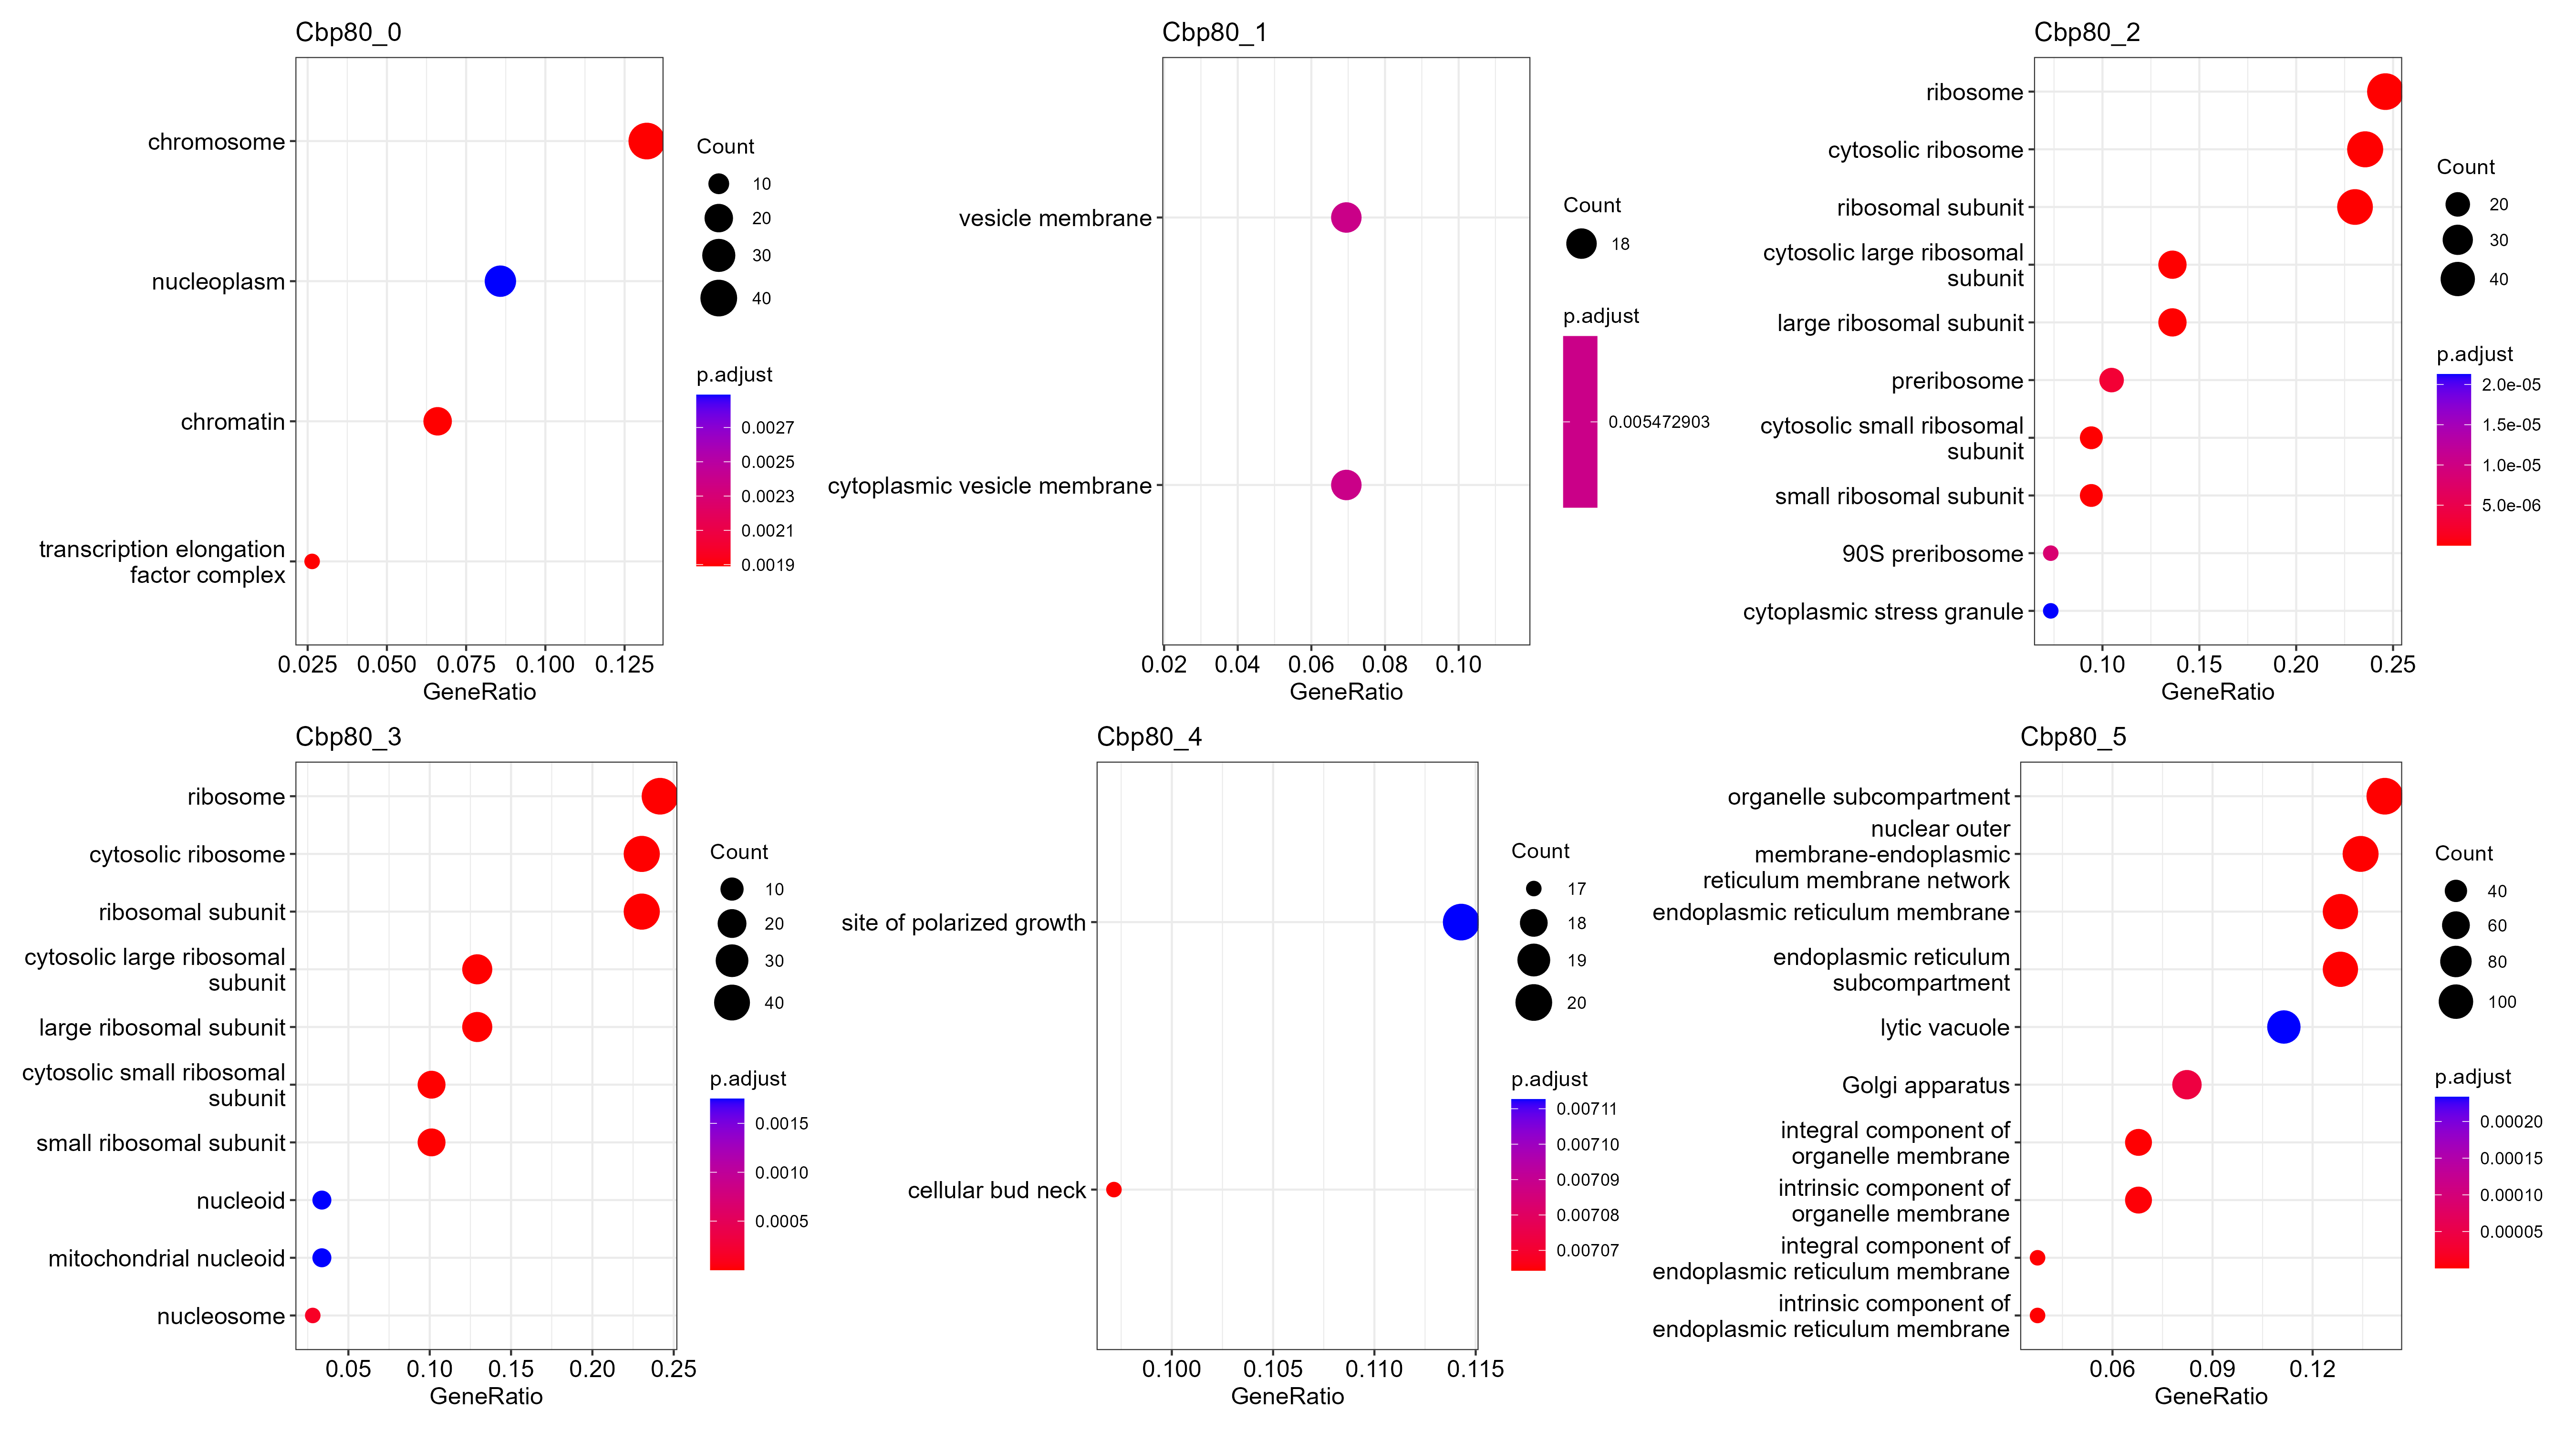 Cbp80_0
chromosome
nucleoplasm
chromatin
transcription elongation
factor complex
0.025
0.050
0.075
0.100
0.125
GeneRatio
Count
10
20
30
40
p.adjust
0.0027
0.0025
0.0023
0.0021
0.0019
Cbp80_1
vesicle membrane
cytoplasmic vesicle membrane
0.02
0.04
0.06
0.08
0.10
GeneRatio
Count
18
p.adjust
0.005472903
Cbp80_2
ribosome
cytosolic ribosome
ribosomal subunit
cytosolic large ribosomal
subunit
large ribosomal subunit
preribosome
cytosolic small ribosomal
subunit
small ribosomal subunit
90S preribosome
cytoplasmic stress granule
0.10
0.15
0.20
0.25
GeneRatio
Count
20
30
40
p.adjust
2.0e-05
1.5e-05
1.0e-05
5.0e-06
Cbp80_3
ribosome
cytosolic ribosome
ribosomal subunit
cytosolic large ribosomal
subunit
large ribosomal subunit
cytosolic small ribosomal
subunit
small ribosomal subunit
nucleoid
mitochondrial nucleoid
nucleosome
0.05
0.10
0.15
0.20
0.25
GeneRatio
Count
10
20
30
40
p.adjust
0.0015
0.0010
0.0005
Cbp80_4
site of polarized growth
cellular bud neck
0.100
0.105
0.110
0.115
GeneRatio
Count
17
18
19
20
p.adjust
0.00711
0.00710
0.00709
0.00708
0.00707
Cbp80_5
organelle subcompartment
nuclear outer
membrane-endoplasmic
reticulum membrane network
endoplasmic reticulum membrane
endoplasmic reticulum
subcompartment
lytic vacuole
Golgi apparatus
integral component of
organelle membrane
intrinsic component of
organelle membrane
integral component of
endoplasmic reticulum membrane
intrinsic component of
endoplasmic reticulum membrane
0.06
0.09
0.12
GeneRatio
Count
40
60
80
100
p.adjust
0.00020
0.00015
0.00010
0.00005